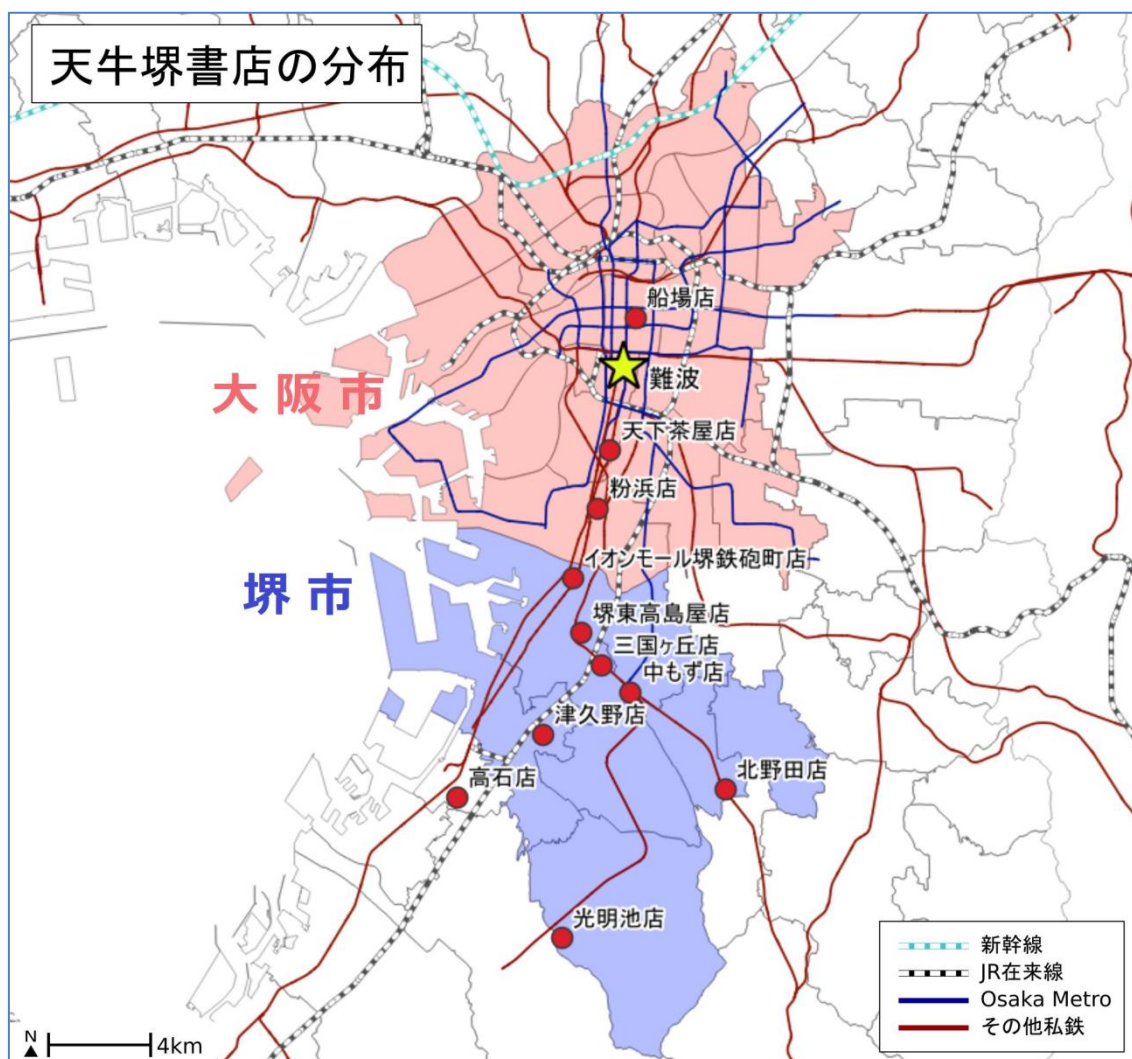 天牛堺書店の分布
船場店
難波
大阪市
天下茶屋店
粉浜店
イオンモール堺鉄砲町店
堺市
堺東高島屋店
三国ヶ丘店
中もず店
津久野店
高石店
北野田店
光明池店
新幹線
JR在来線
Osaka Metro
その他私鉄
N
4km